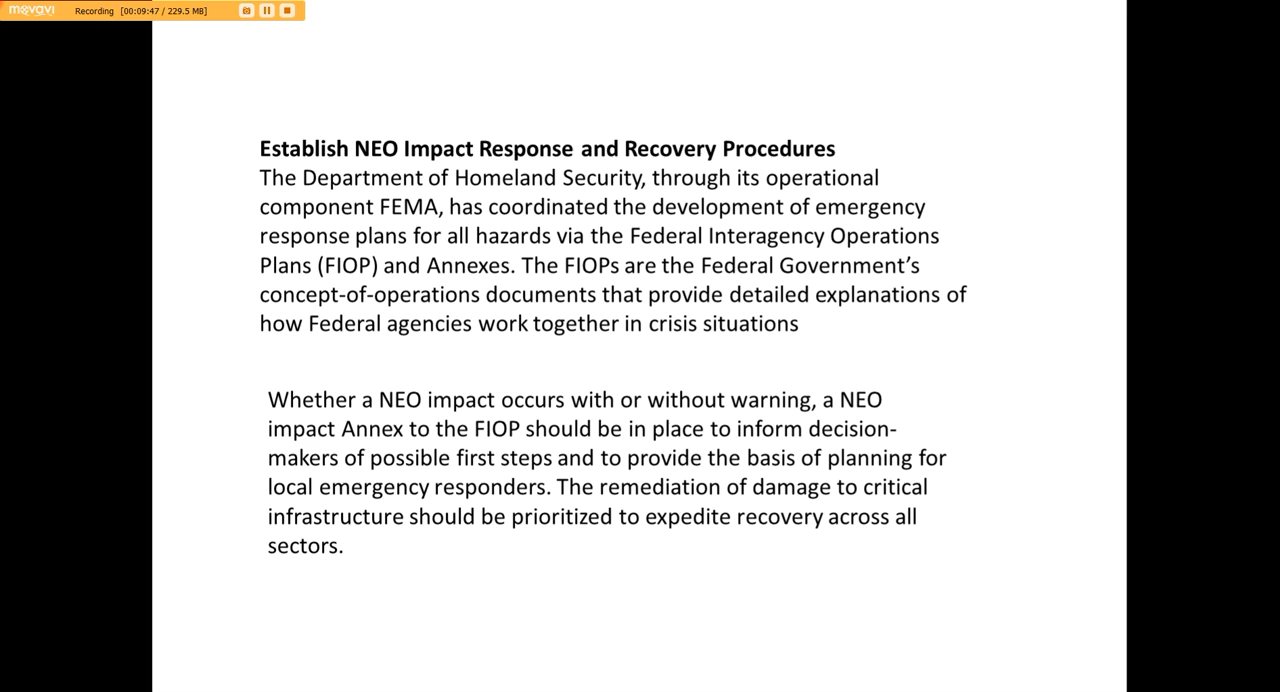 movavi Recording [00:09:47 / 229.5 MB]
Establish NEO Impact Response and Recovery Procedures
The Department of Homeland Security, through its operational
component FEMA, has coordinated the development of emergency
response plans for all hazards via the Federal Interagency Operations
Plans (FIOP) and Annexes. The FIOPs are the Federal Government’s
concept-of-operations documents that provide detailed explanations of
how Federal agencies work together in crisis situations
Whether a NEO impact occurs with or without warning, a NEO
impact Annex to the FIOP should be in place to inform decision-
makers of possible first steps and to provide the basis of planning for
local emergency responders. The remediation of damage to critical
infrastructure should be prioritized to expedite recovery across all
sectors.